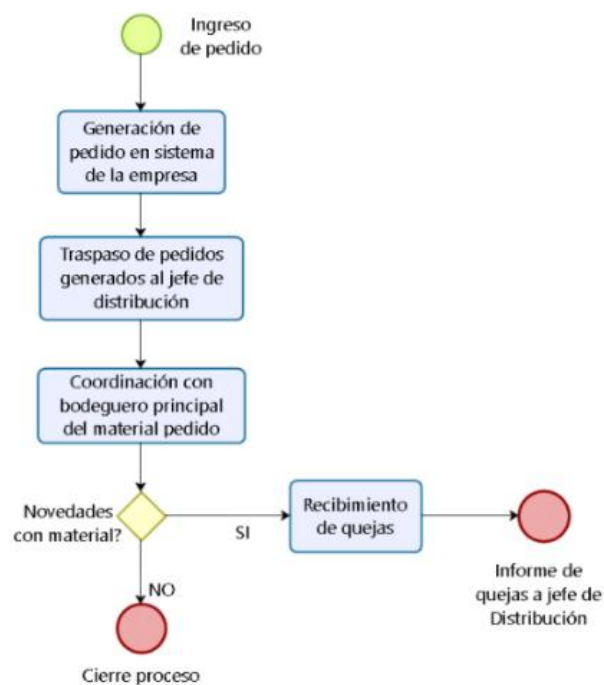 Ingreso
de pedido
Generación de
pedido en sistema
de la empresa
Traspaso de pedidos
generados al jefe de
distribución
Coordinación con
bodeguero principal
del material pedido
Novedades
con material?
SI
Recibimiento
de quejas
Informe de
quejas a jefe de
Distribución
NO
Cierre proceso